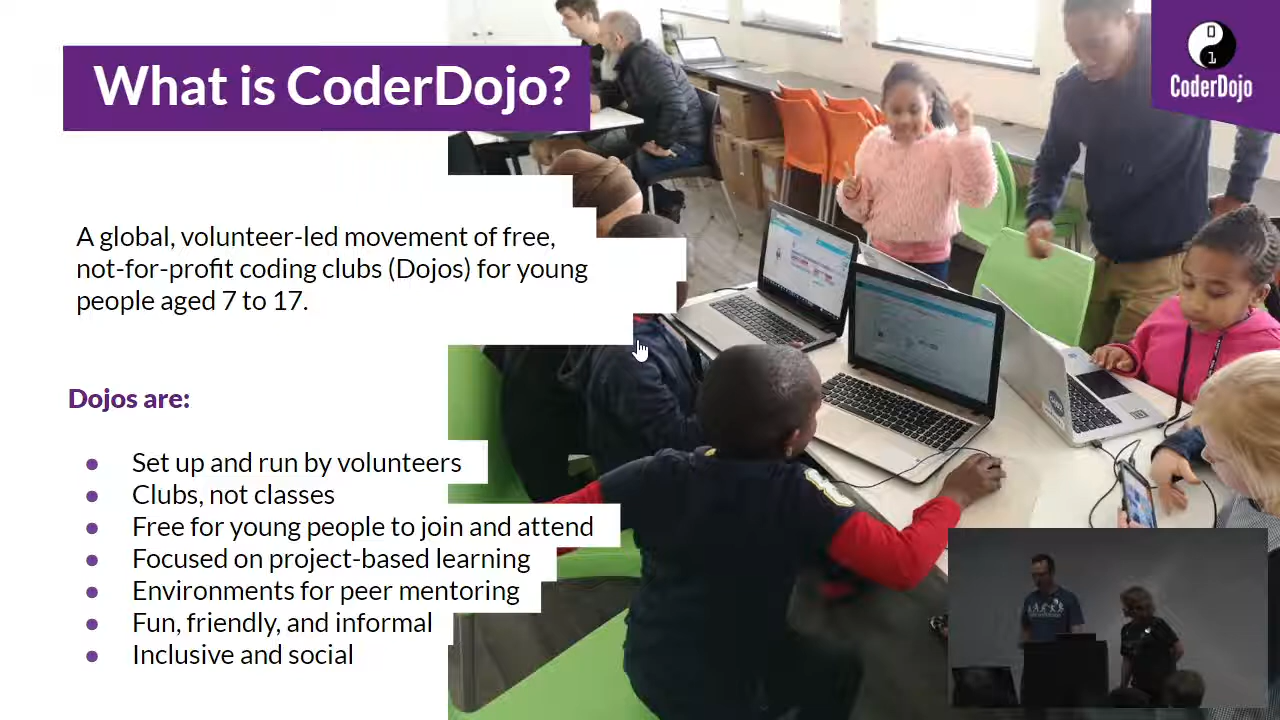 What is CoderDojo?
0
1
CoderDojo
A global, volunteer-led movement of free,
not-for-profit coding clubs (Dojos) for young
people aged 7 to 17.
Dojos are:
● Set up and run by volunteers
● Clubs, not classes
● Free for young people to join and attend
● Focused on project-based learning
● Environments for peer mentoring
● Fun, friendly, and informal
● Inclusive and social